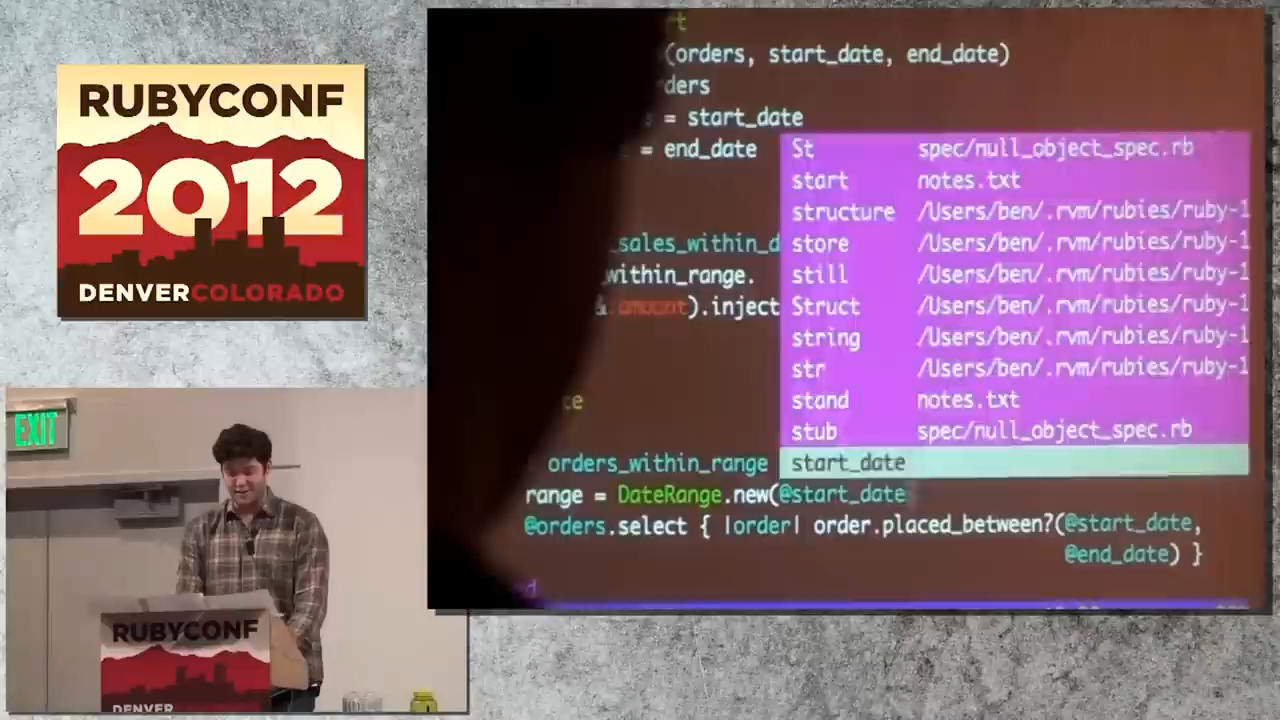 RUBYCONF
2012
DENVERCOLORADO
EXIT
RUBYCONF
DENVER
(orders, start_date, end_date)
= start_date
= end_date
_sales_within_d
within_range.
&:amount).inject
orders_within_range
range = DateRange.new(@start_date
@orders.select { |order| order.placed_between?(@start_date,
@end_date) }
St spec/null_object_spec.rb
start notes.txt
structure /Users/ben/.rvm/rubies/ruby-1
store /Users/ben/.rvm/rubies/ruby-1
still /Users/ben/.rvm/rubies/ruby-1
Struct /Users/ben/.rvm/rubies/ruby-1
string /Users/ben/.rvm/rubies/ruby-1
str /Users/ben/.rvm/rubies/ruby-1
stand notes.txt
stub spec/null_object_spec.rb
start_date